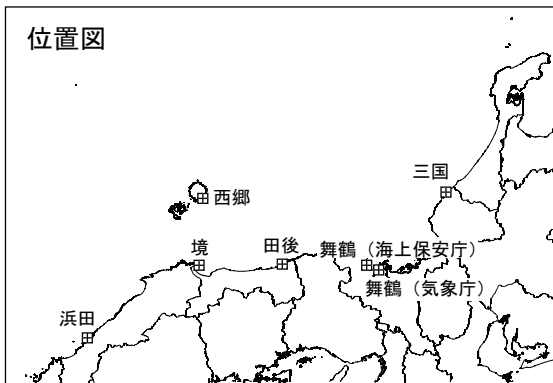 位置図
三国
西郷
境
田後
舞鶴（海上保安庁）
舞鶴（気象庁）
浜田